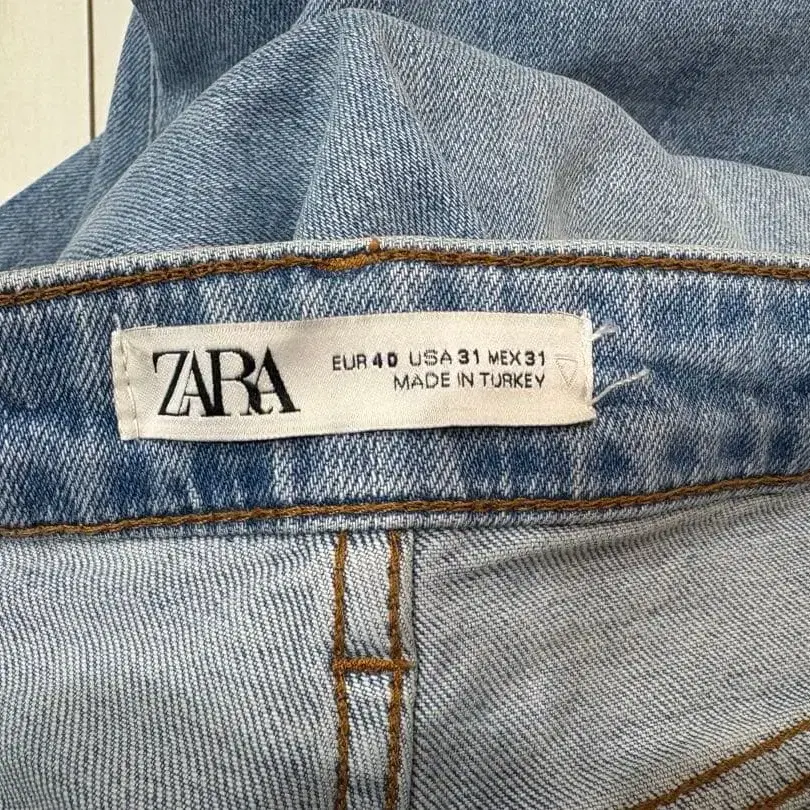 ZARA
EUR 40 USA 31 MEX 31
MADE IN TURKEY